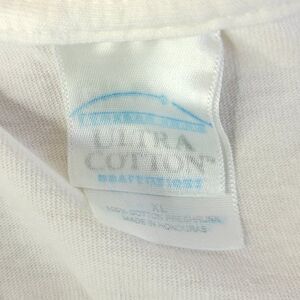 ULTRA
COTTON®
XL
100% COTTON PRESHRUNK
MADE IN HONDURAS